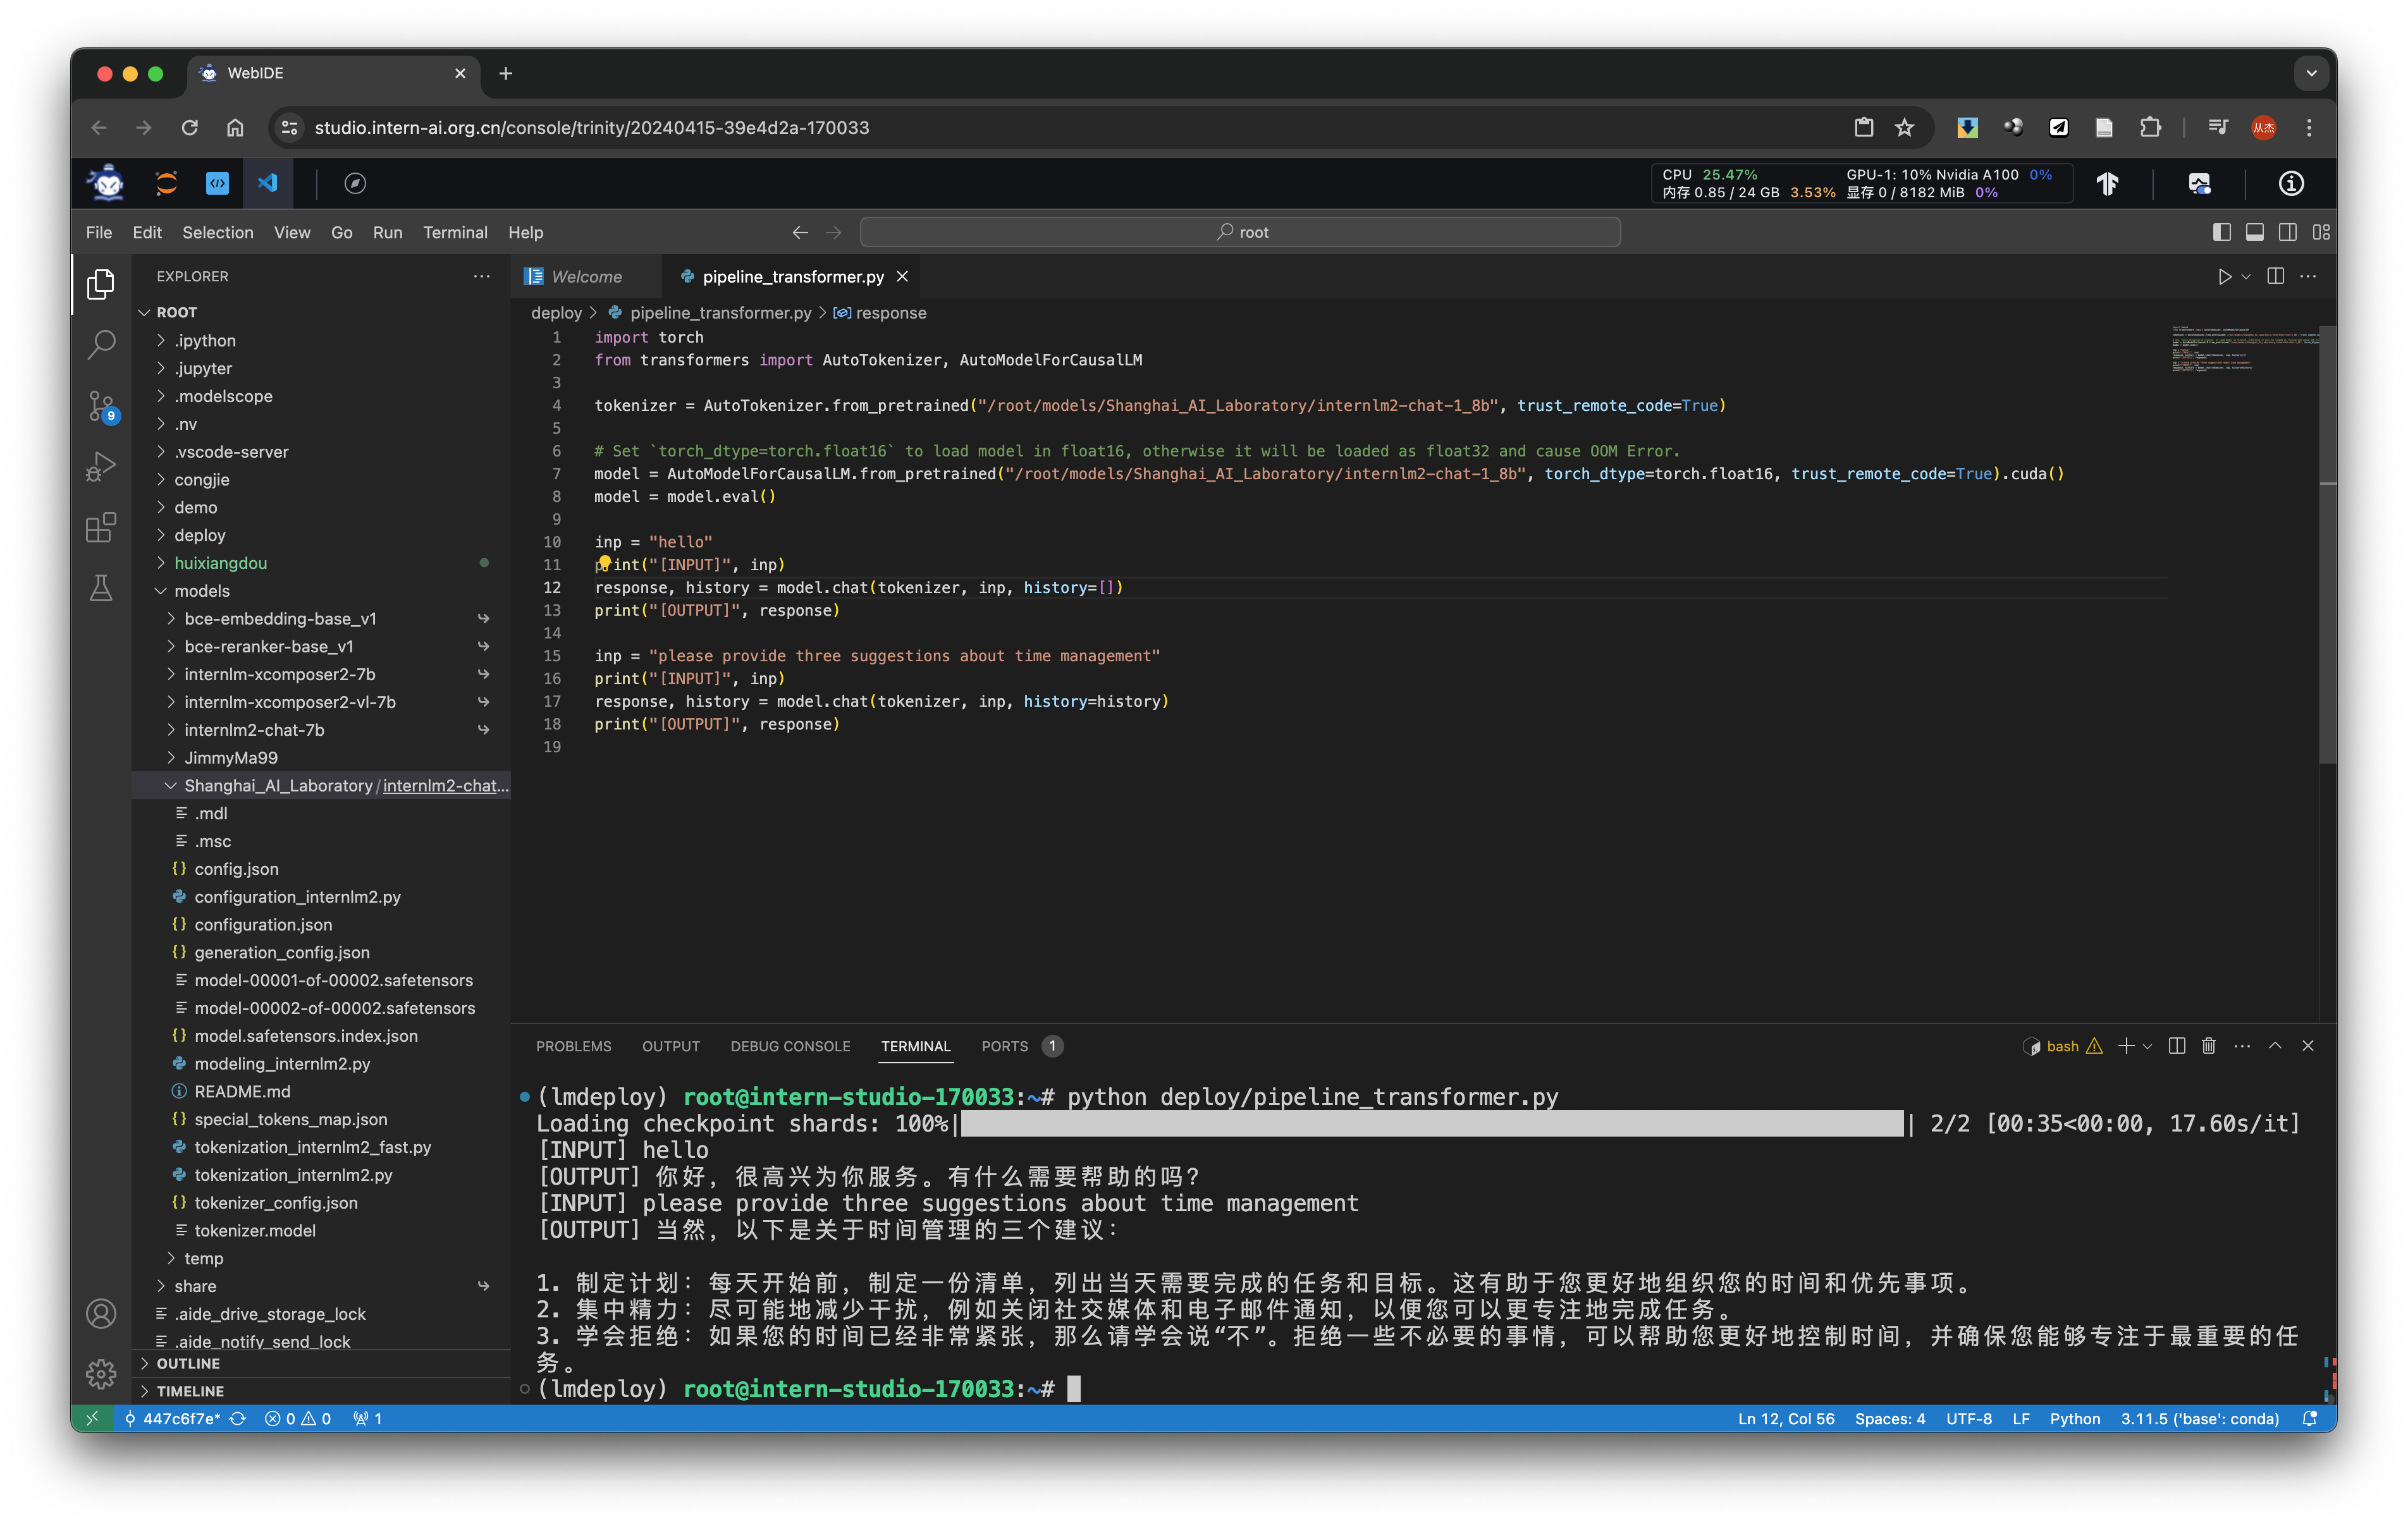 WebIDE
studio.intern-ai.org.cn/console/trinity/20240415-39e4d2a-170033
从杰
CPU 25.47% GPU-1: 10% Nvidia A100 0%
内存 0.85 / 24 GB 3.53% 显存 0 / 8182 MiB 0%
File Edit Selection View Go Run Terminal Help
root
EXPLORER
ROOT
.ipython
.jupyter
.modelscope
.nv
.vscode-server
congjie
demo
deploy
huixiangdou
models
bce-embedding-base_v1
bce-reranker-base_v1
internlm-xcomposer2-7b
internlm-xcomposer2-vl-7b
internlm2-chat-7b
JimmyMa99
Shanghai_AI_Laboratory/internlm2-chat...
.mdl
.msc
config.json
configuration_internlm2.py
configuration.json
generation_config.json
model-00001-of-00002.safetensors
model-00002-of-00002.safetensors
model.safetensors.index.json
modeling_internlm2.py
README.md
special_tokens_map.json
tokenization_internlm2_fast.py
tokenization_internlm2.py
tokenizer_config.json
tokenizer.model
temp
share
.aide_drive_storage_lock
.aide_notify_send_lock
OUTLINE
TIMELINE
9
Welcome pipeline_transformer.py
deploy > pipeline_transformer.py > response
1 import torch
2 from transformers import AutoTokenizer, AutoModelForCausalLM
3
4 tokenizer = AutoTokenizer.from_pretrained("/root/models/Shanghai_AI_Laboratory/internlm2-chat-1_8b", trust_remote_code=True)
5
6 # Set `torch_dtype=torch.float16` to load model in float16, otherwise it will be loaded as float32 and cause OOM Error.
7 model = AutoModelForCausalLM.from_pretrained("/root/models/Shanghai_AI_Laboratory/internlm2-chat-1_8b", torch_dtype=torch.float16, trust_remote_code=True).cuda()
8 model = model.eval()
9
10 inp = "hello"
11 print("[INPUT]", inp)
12 response, history = model.chat(tokenizer, inp, history=[])
13 print("[OUTPUT]", response)
14
15 inp = "please provide three suggestions about time management"
16 print("[INPUT]", inp)
17 response, history = model.chat(tokenizer, inp, history=history)
18 print("[OUTPUT]", response)
19
PROBLEMS OUTPUT DEBUG CONSOLE TERMINAL PORTS 1
bash
(lmdeploy) root@intern-studio-170033:~# python deploy/pipeline_transformer.py
Loading checkpoint shards: 100%| | 2/2 [00:35<00:00, 17.60s/it]
[INPUT] hello
[OUTPUT] 你好，很高兴为你服务。有什么需要帮助的吗？
[INPUT] please provide three suggestions about time management
[OUTPUT] 当然，以下是关于时间管理的三个建议：
1. 制定计划：每天开始前，制定一份清单，列出当天需要完成的任务和目标。这有助于您更好地组织您的时间和优先事项。
2. 集中精力：尽可能地减少干扰，例如关闭社交媒体和电子邮件通知，以便您可以更专注地完成任务。
3. 学会拒绝：如果您的时间已经非常紧张，那么请学会说“不”。拒绝一些不必要的事情，可以帮助您更好地控制时间，并确保您能够专注于最重要的任
务。
(lmdeploy) root@intern-studio-170033:~#
447c6f7e* 0 0 1
Ln 12, Col 56 Spaces: 4 UTF-8 LF Python 3.11.5 ('base': conda)